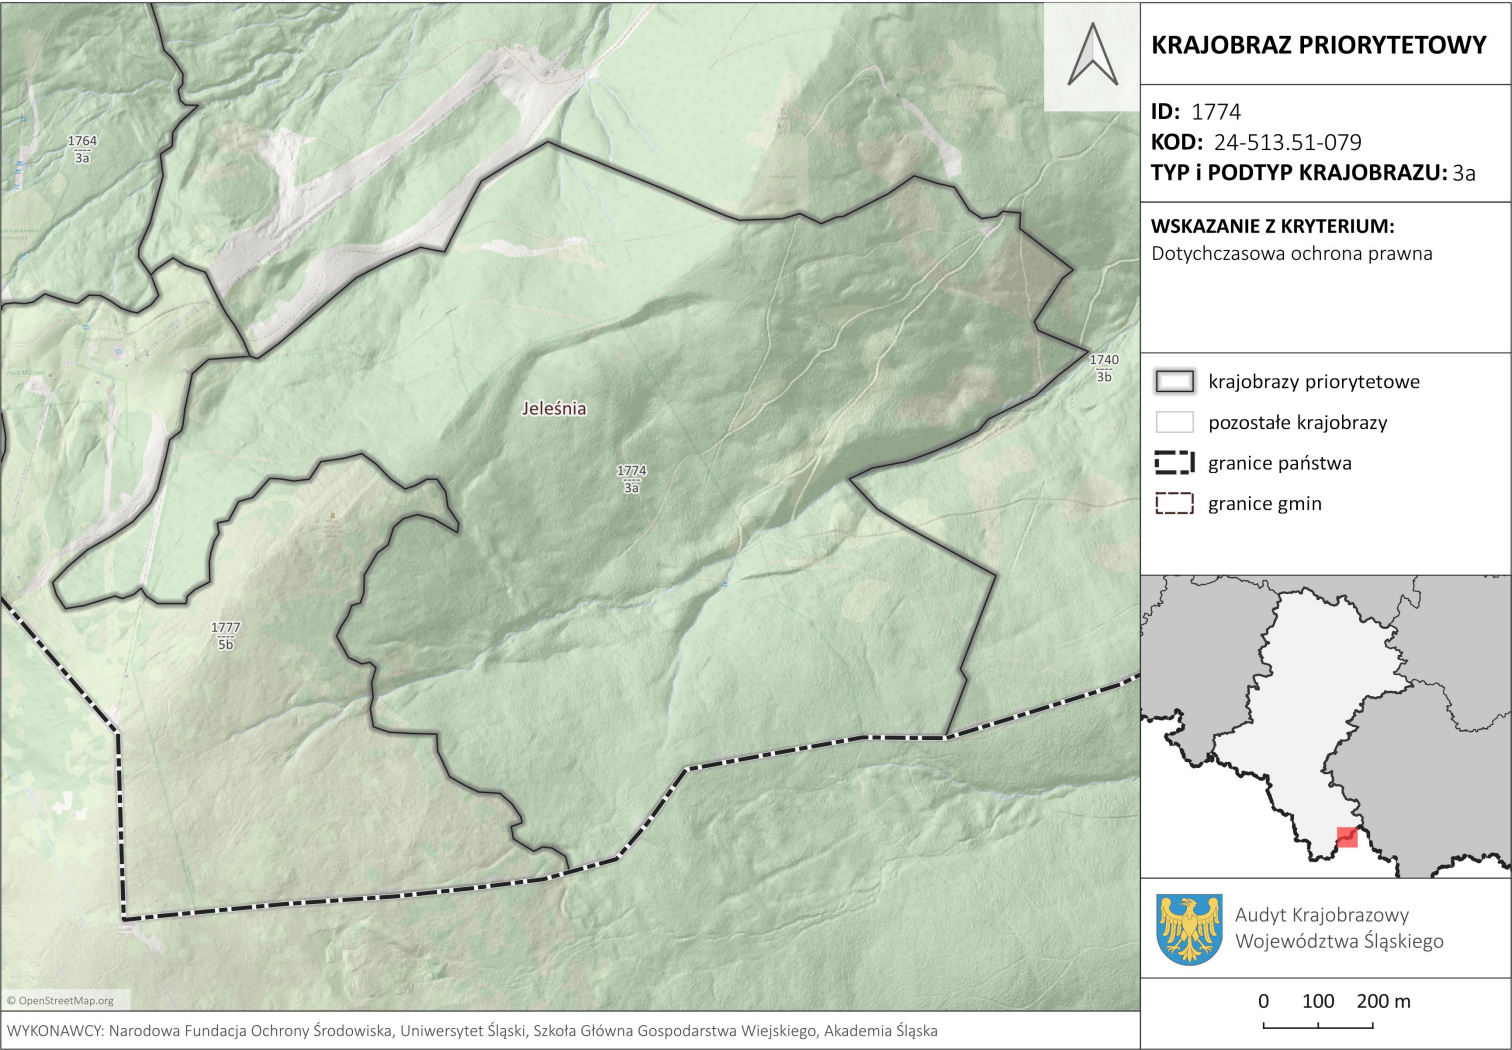 KRAJOBRAZ PRIORYTETOWY
ID: 1774
KOD: 24-513.51-079
TYP i PODTYP KRAJOBRAZU: 3a
WSKAZANIE Z KRYTERIUM:
Dotychczasowa ochrona prawna
krajobrazy priorytetowe
pozostałe krajobrazy
granice państwa
granice gmin
Audyt Krajobrazowy
Województwa Śląskiego
0 100 200 m
1764
3a
1740
3b
Jeleśnia
1774
3a
1777
5b
© OpenStreetMap.org
WYKONAWCY: Narodowa Fundacja Ochrony Środowiska, Uniwersytet Śląski, Szkoła Główna Gospodarstwa Wiejskiego, Akademia Śląska